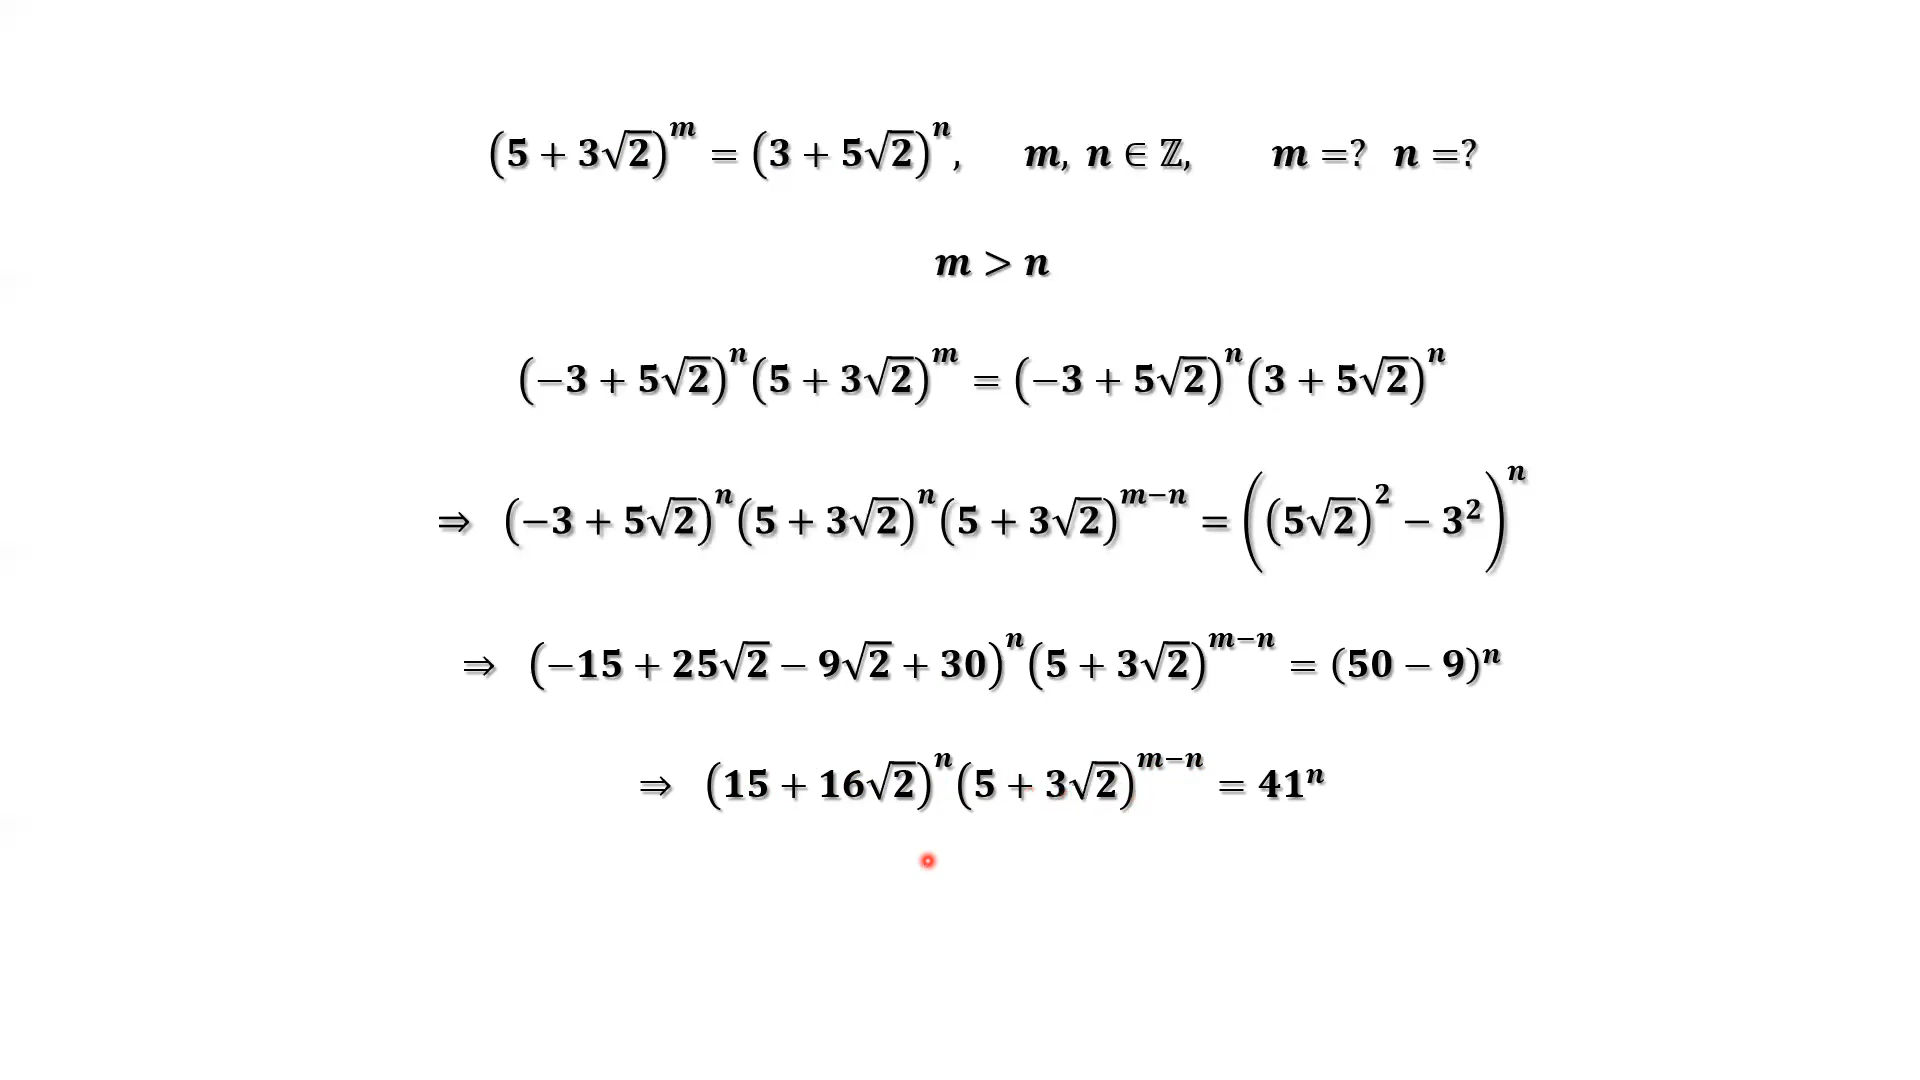 (5 + 3√2)^m = (3 + 5√2)^n, m, n ∈ ℤ, m =? n =?
m > n
(−3 + 5√2)^n (5 + 3√2)^m = (−3 + 5√2)^n (3 + 5√2)^n
⇒ (−3 + 5√2)^n (5 + 3√2)^n (5 + 3√2)^{m−n} = ((5√2)^2 − 3^2)^n
⇒ (−15 + 25√2 − 9√2 + 30)^n (5 + 3√2)^{m−n} = (50 − 9)^n
⇒ (15 + 16√2)^n (5 + 3√2)^{m−n} = 41^n